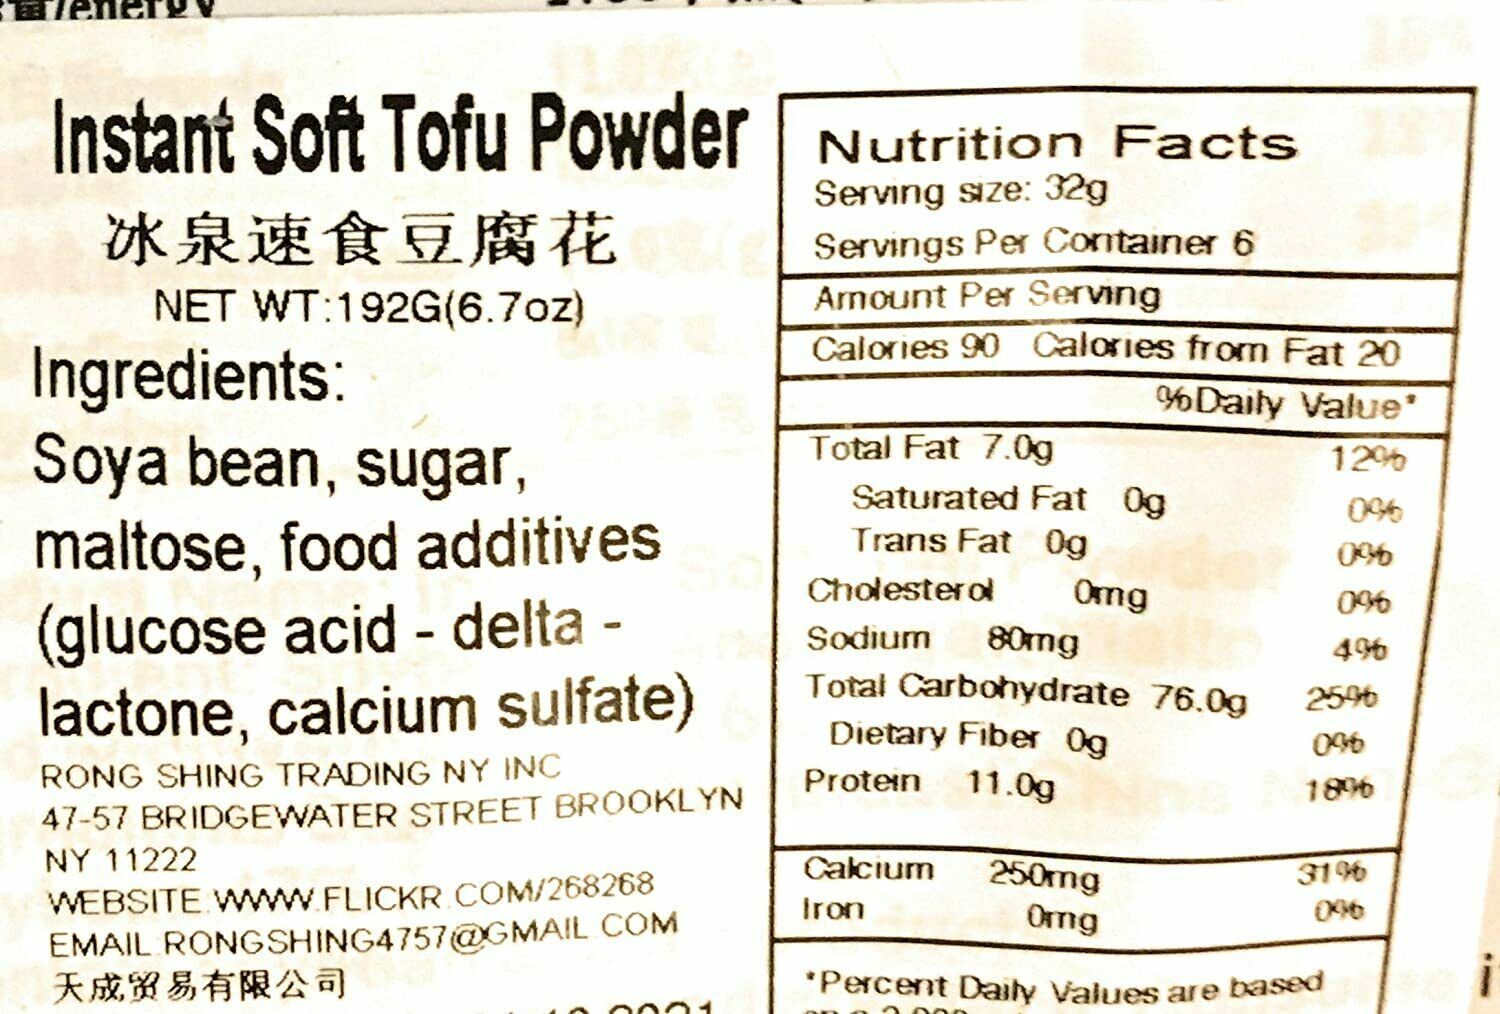 Instant Soft Tofu Powder
冰泉速食豆腐花
NET WT:192G(6.7oz)
Ingredients:
Soya bean, sugar,
maltose, food additives
(glucose acid - delta -
lactone, calcium sulfate)
RONG SHING TRADING NY INC
47-57 BRIDGEWATER STREET BROOKLYN
NY 11222
WEBSITE:WWW.FLICKR.COM/268268
EMAIL:RONGSHING4757@GMAIL.COM
天成贸易有限公司
Nutrition Facts
Serving size: 32g
Servings Per Container 6
Amount Per Serving
Calories 90 Calories from Fat 20
%Daily Value*
Total Fat 7.0g 12%
Saturated Fat 0g 0%
Trans Fat 0g 0%
Cholesterol 0mg 0%
Sodium 80mg 4%
Total Carbohydrate 76.0g 25%
Dietary Fiber 0g 0%
Protein 11.0g 18%
Calcium 250mg 31%
Iron 0mg 0%
*Percent Daily Values are based